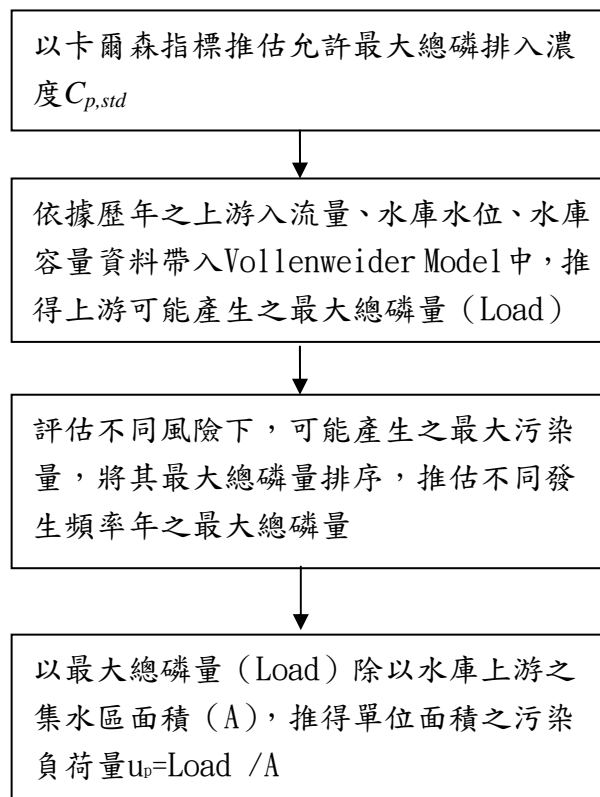 以卡爾森指標推估允許最大總磷排入濃
度Cp,std
依據歷年之上游入流量、水庫水位、水庫
容量資料帶入Vollenweider Model中，推
得上游可能產生之最大總磷量（Load）
評估不同風險下，可能產生之最大污染
量，將其最大總磷量排序，推估不同發
生頻率年之最大總磷量
以最大總磷量（Load）除以水庫上游之
集水區面積（A），推得單位面積之污染
負荷量up=Load /A